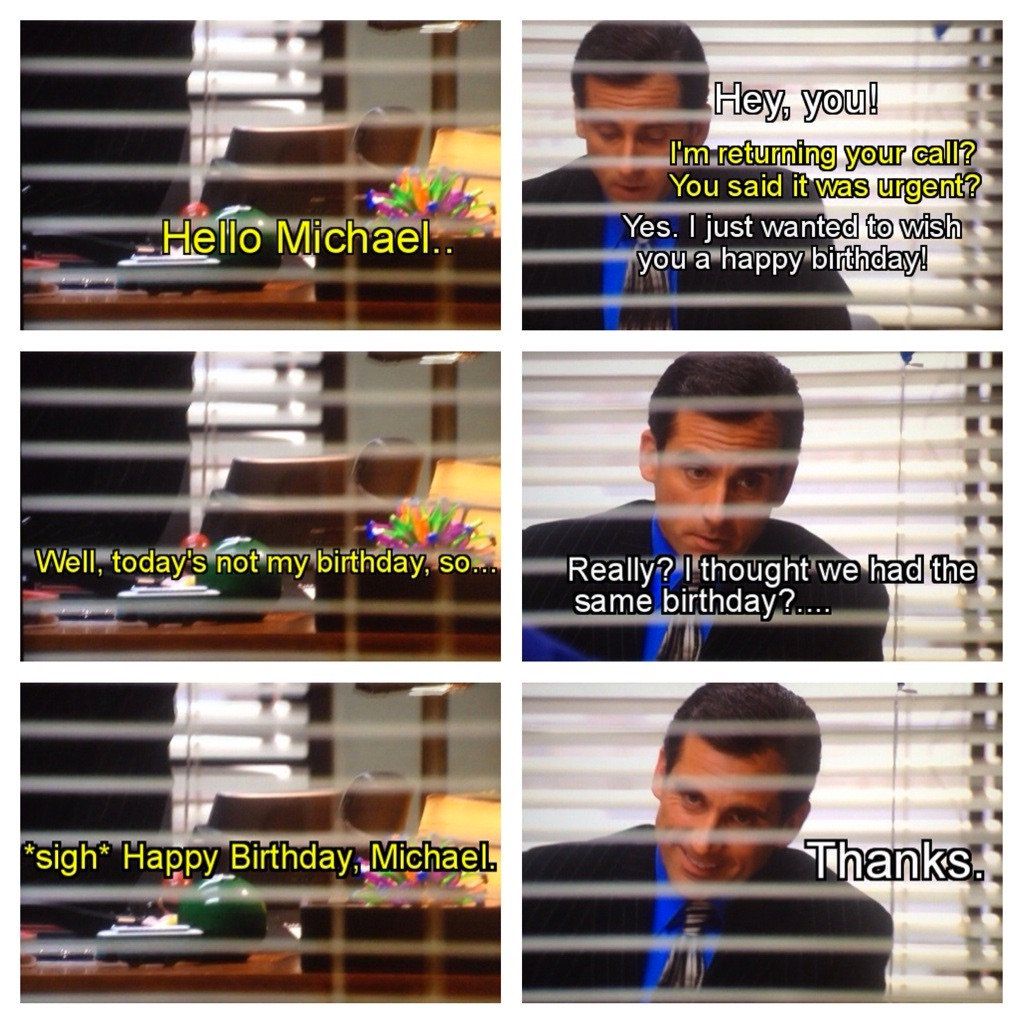 Hello Michael..
Hey, you!
I'm returning your call?
You said it was urgent?
Yes. I just wanted to wish
you a happy birthday!
Well, today's not my birthday, so...
Really? I thought we had the
same birthday?....
*sigh* Happy Birthday, Michael.
Thanks.